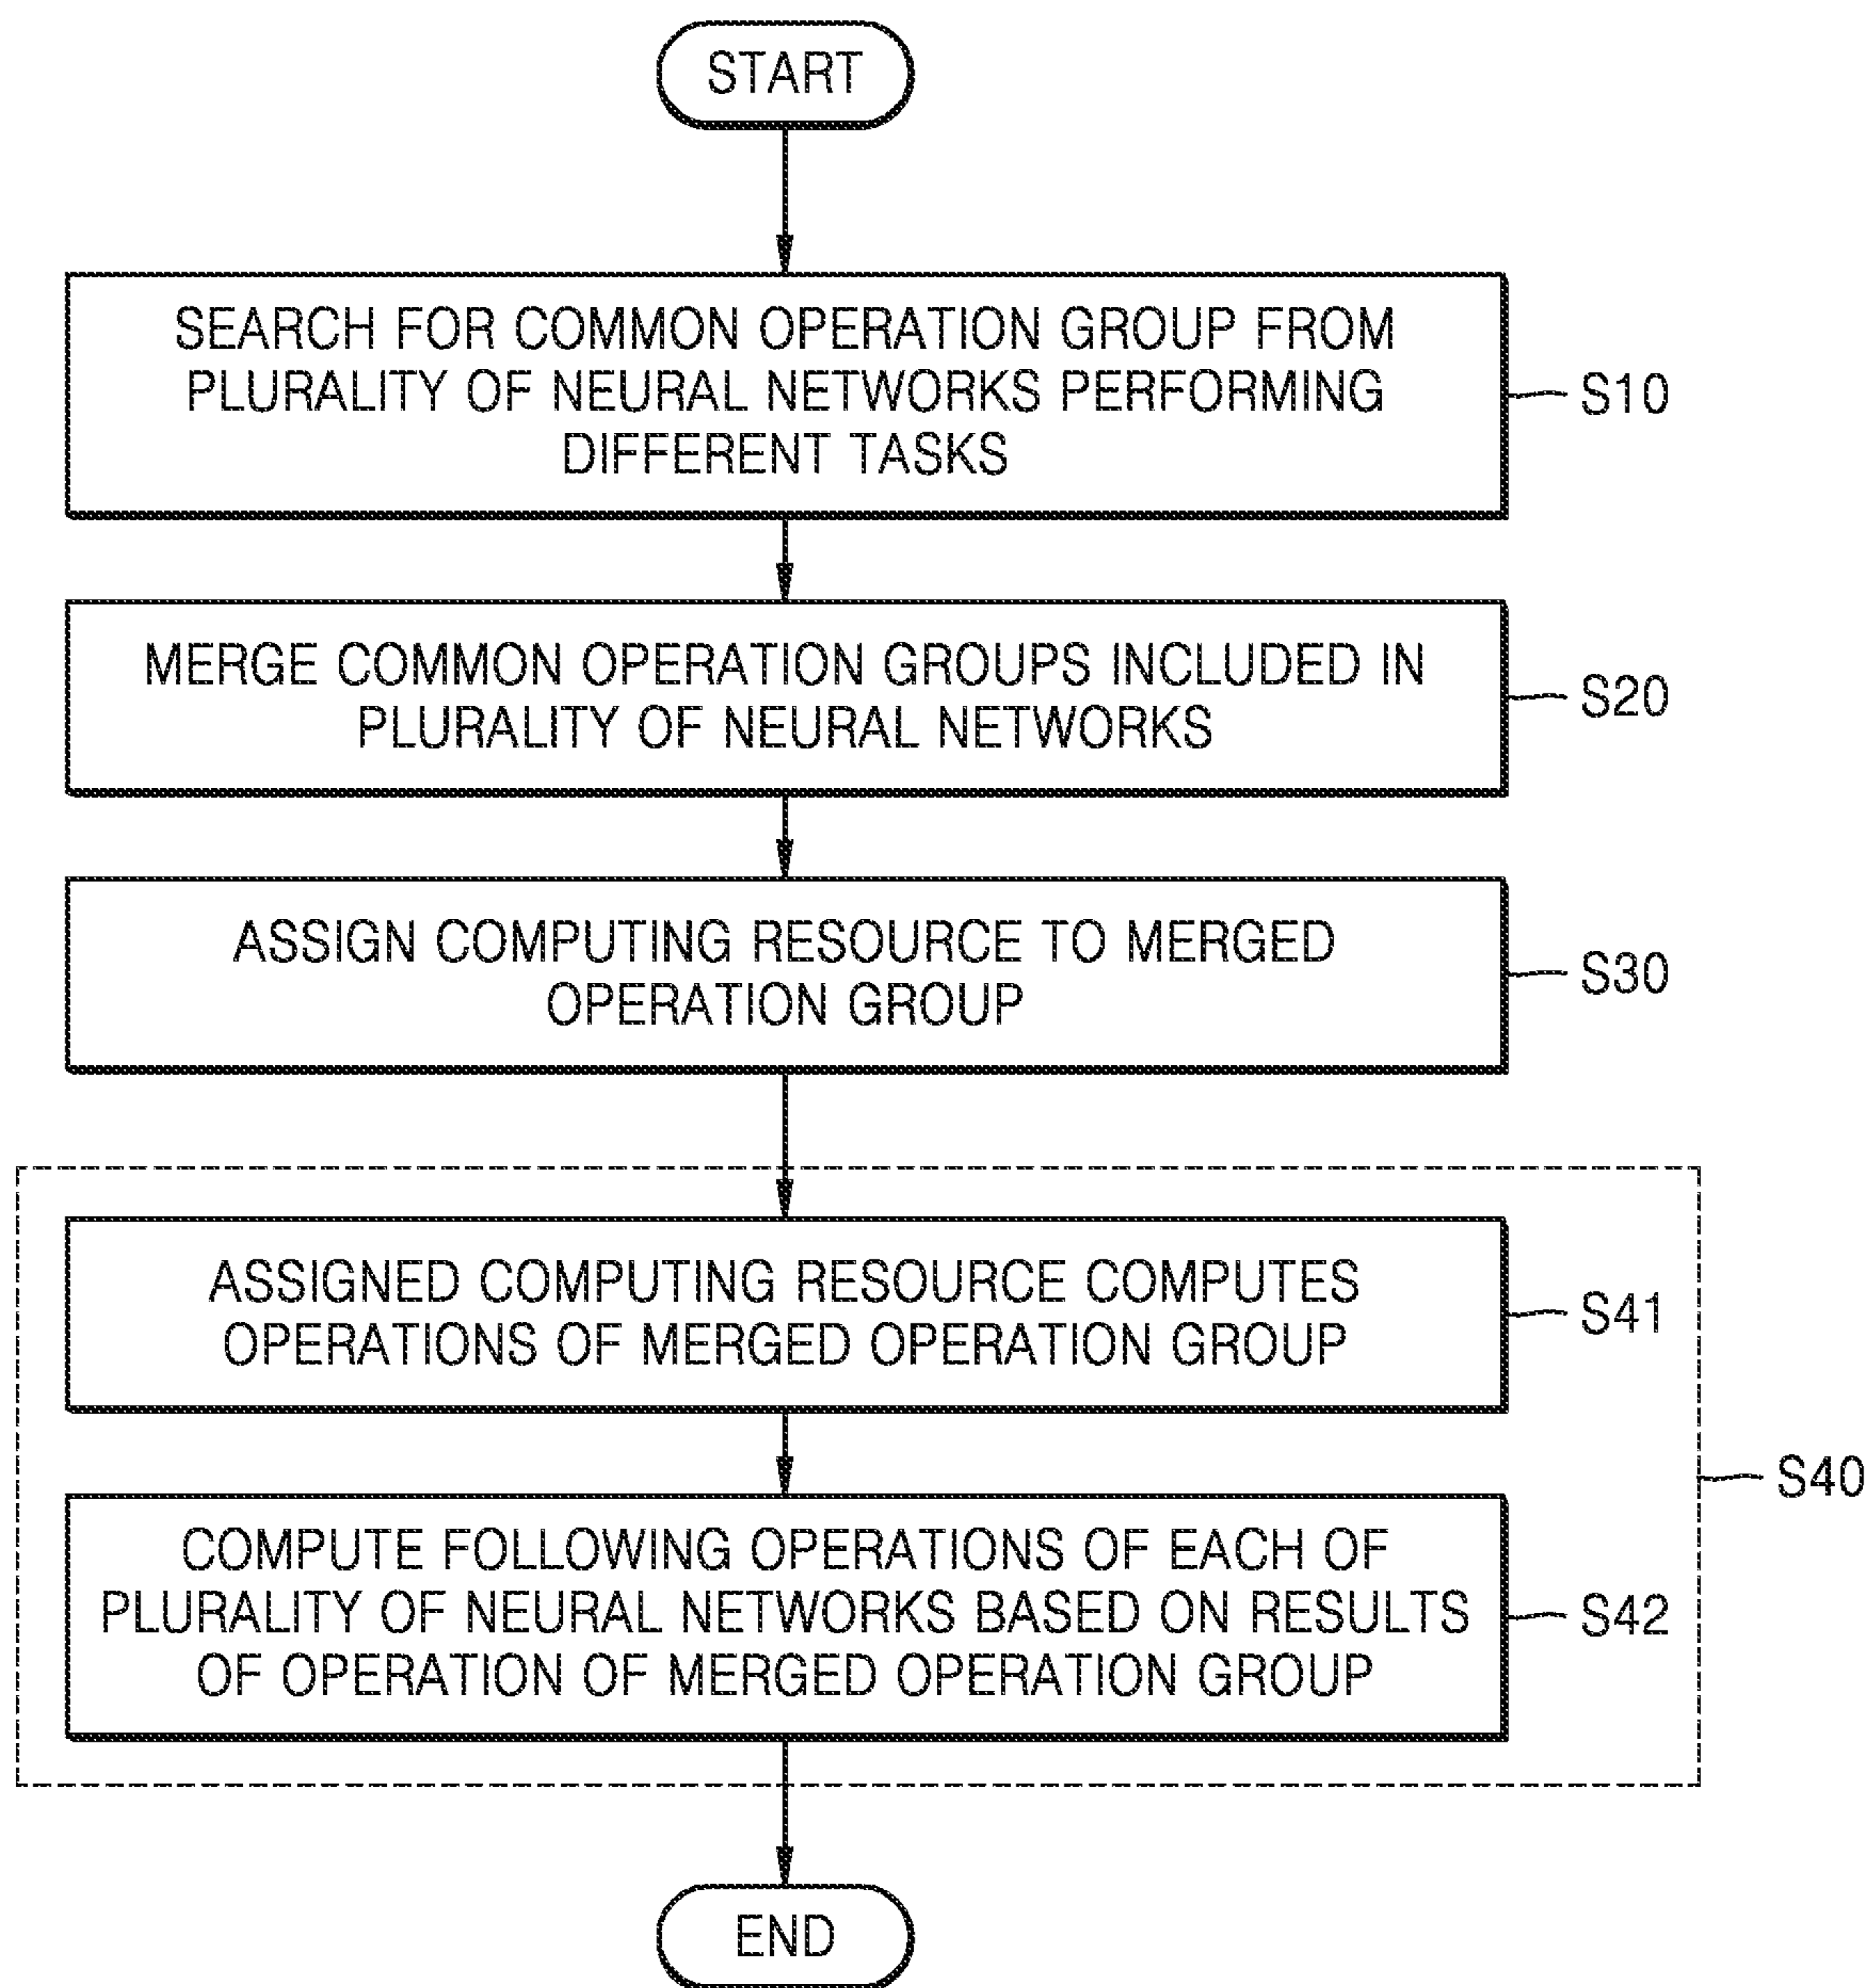 START
SEARCH FOR COMMON OPERATION GROUP FROM
PLURALITY OF NEURAL NETWORKS PERFORMING
DIFFERENT TASKS
S10
MERGE COMMON OPERATION GROUPS INCLUDED IN
PLURALITY OF NEURAL NETWORKS
S20
ASSIGN COMPUTING RESOURCE TO MERGED
OPERATION GROUP
S30
ASSIGNED COMPUTING RESOURCE COMPUTES
OPERATIONS OF MERGED OPERATION GROUP
S41
S40
COMPUTE FOLLOWING OPERATIONS OF EACH OF
PLURALITY OF NEURAL NETWORKS BASED ON RESULTS
OF OPERATION OF MERGED OPERATION GROUP
S42
END